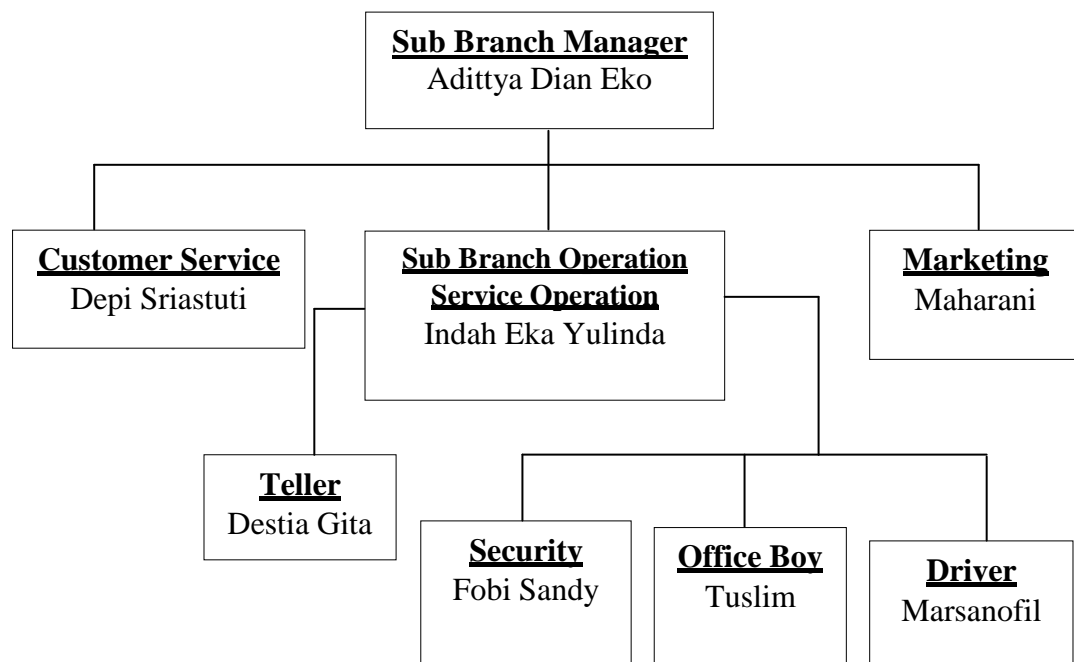 Sub Branch Manager
Adittya Dian Eko
Customer Service
Depi Sriastuti
Sub Branch Operation
Service Operation
Indah Eka Yulinda
Marketing
Maharani
Teller
Destia Gita
Security
Fobi Sandy
Office Boy
Tuslim
Driver
Marsanofil